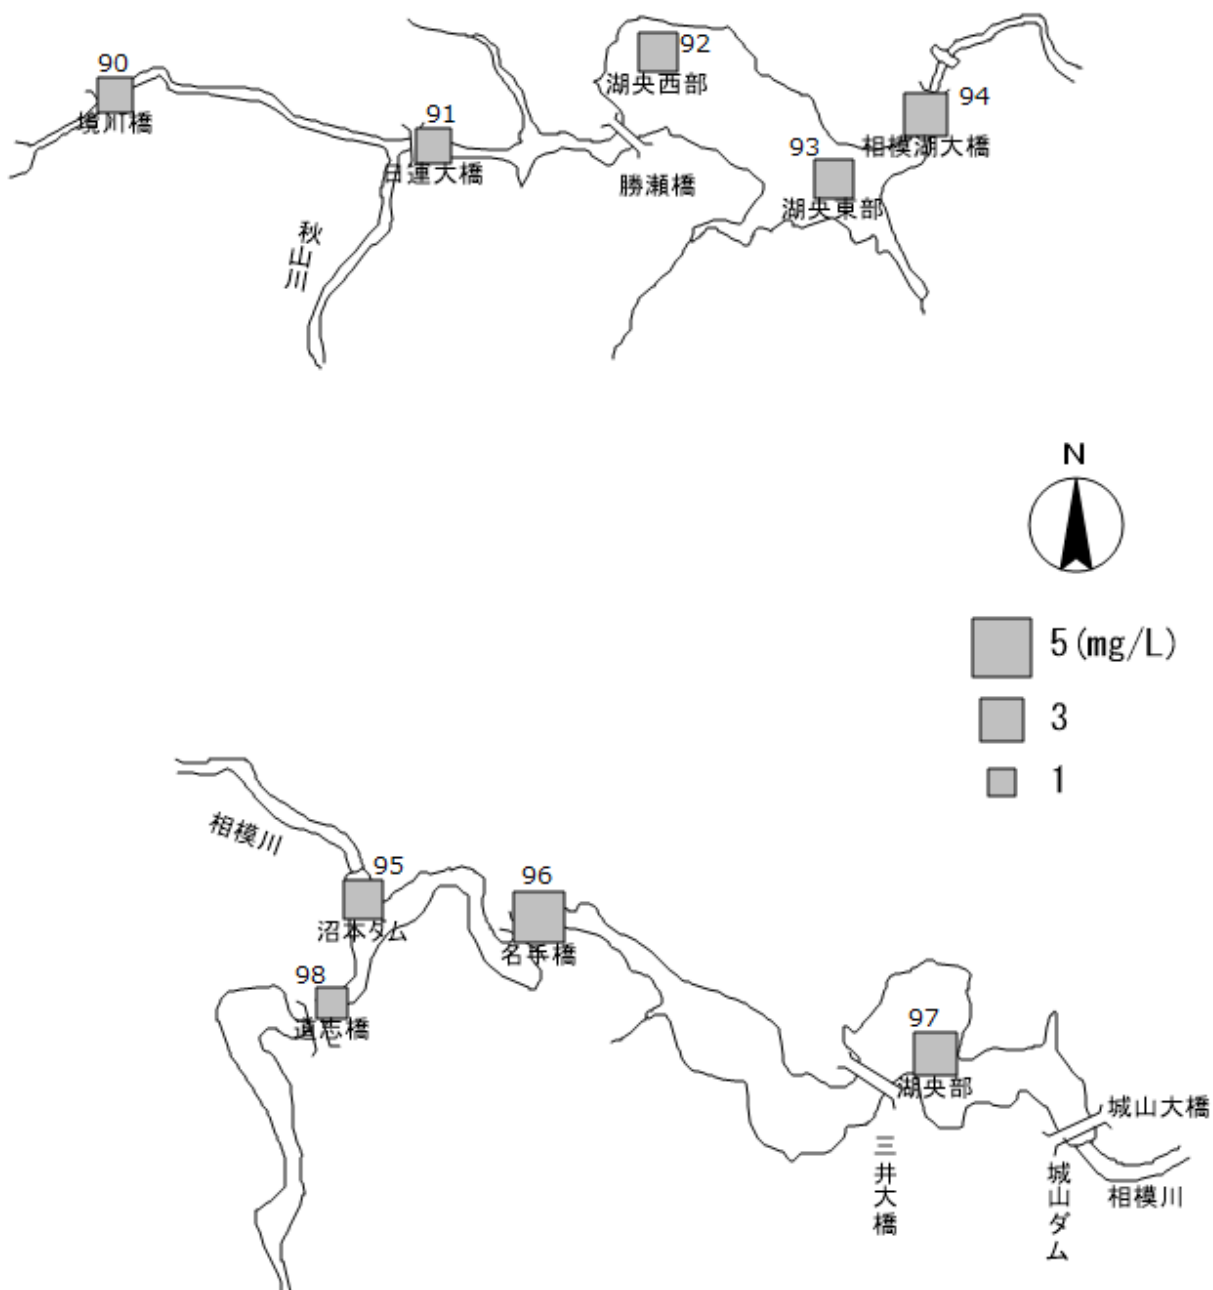 90
境川橋
91
日連大橋
92
湖央西部
勝瀬橋
93
湖央東部
94
相模湖大橋
秋山川
N
5(mg/L)
3
1
相模川
95
沼本ダム
96
名手橋
98
道志橋
97
湖央部
三井大橋
城山大橋
城山ダム
相模川